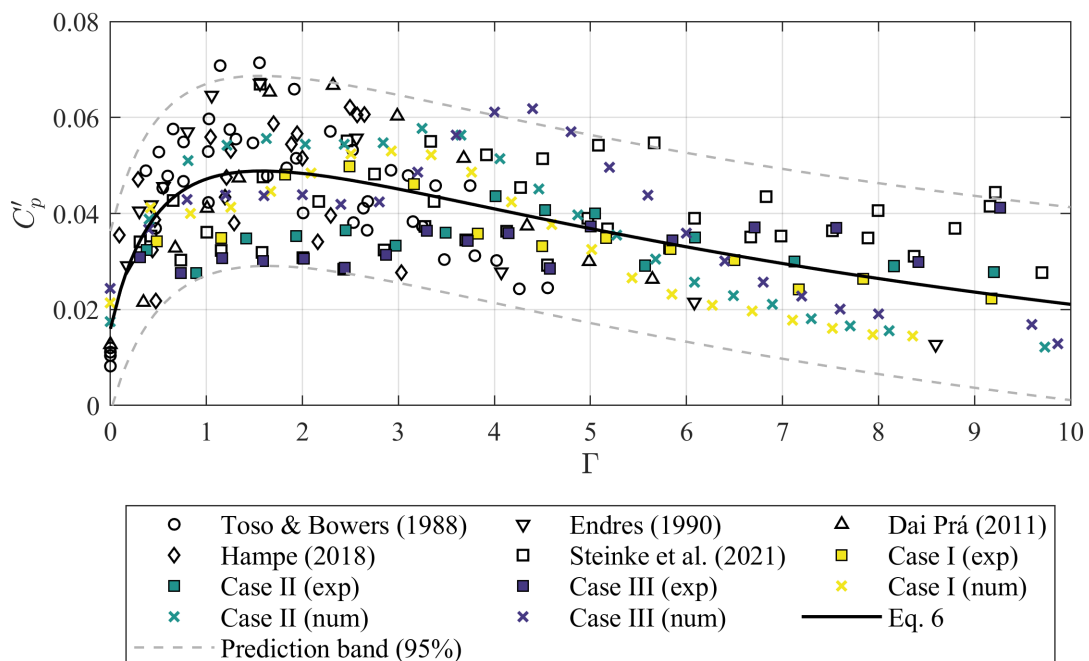 0.08
0.06
0.04
0.02
0
C′p
0 1 2 3 4 5 6 7 8 9 10
Γ
Toso & Bowers (1988) Endres (1990) Dai Prá (2011)
Hampe (2018) Steinke et al. (2021) Case I (exp)
Case II (exp) Case III (exp) Case I (num)
Case II (num) Case III (num) Eq. 6
Prediction band (95%)